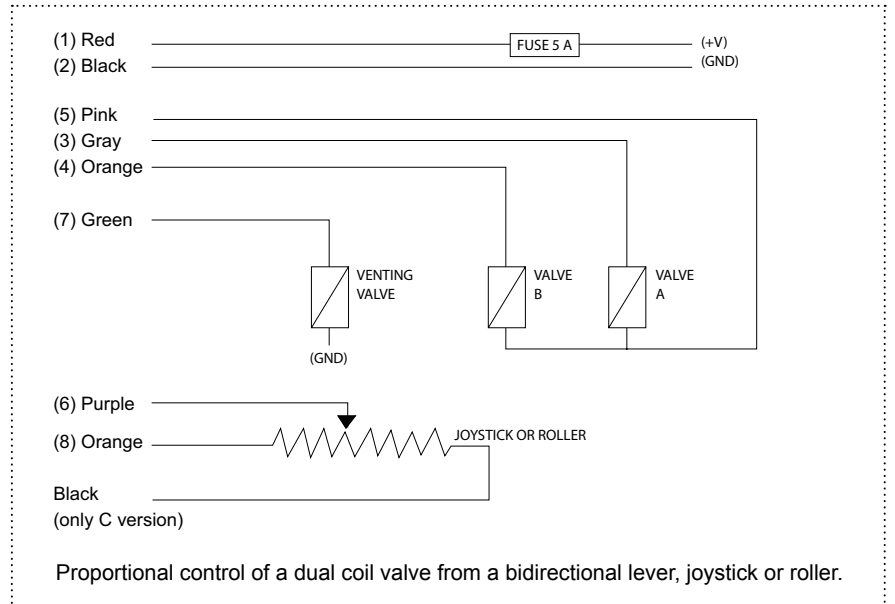 (1) Red
FUSE 5 A
(+V)
(2) Black
(GND)
(5) Pink
(3) Gray
(4) Orange
(7) Green
VENTING
VALVE
VALVE
B
VALVE
A
(GND)
(6) Purple
(8) Orange
JOYSTICK OR ROLLER
Black
(only C version)
Proportional control of a dual coil valve from a bidirectional lever, joystick or roller.